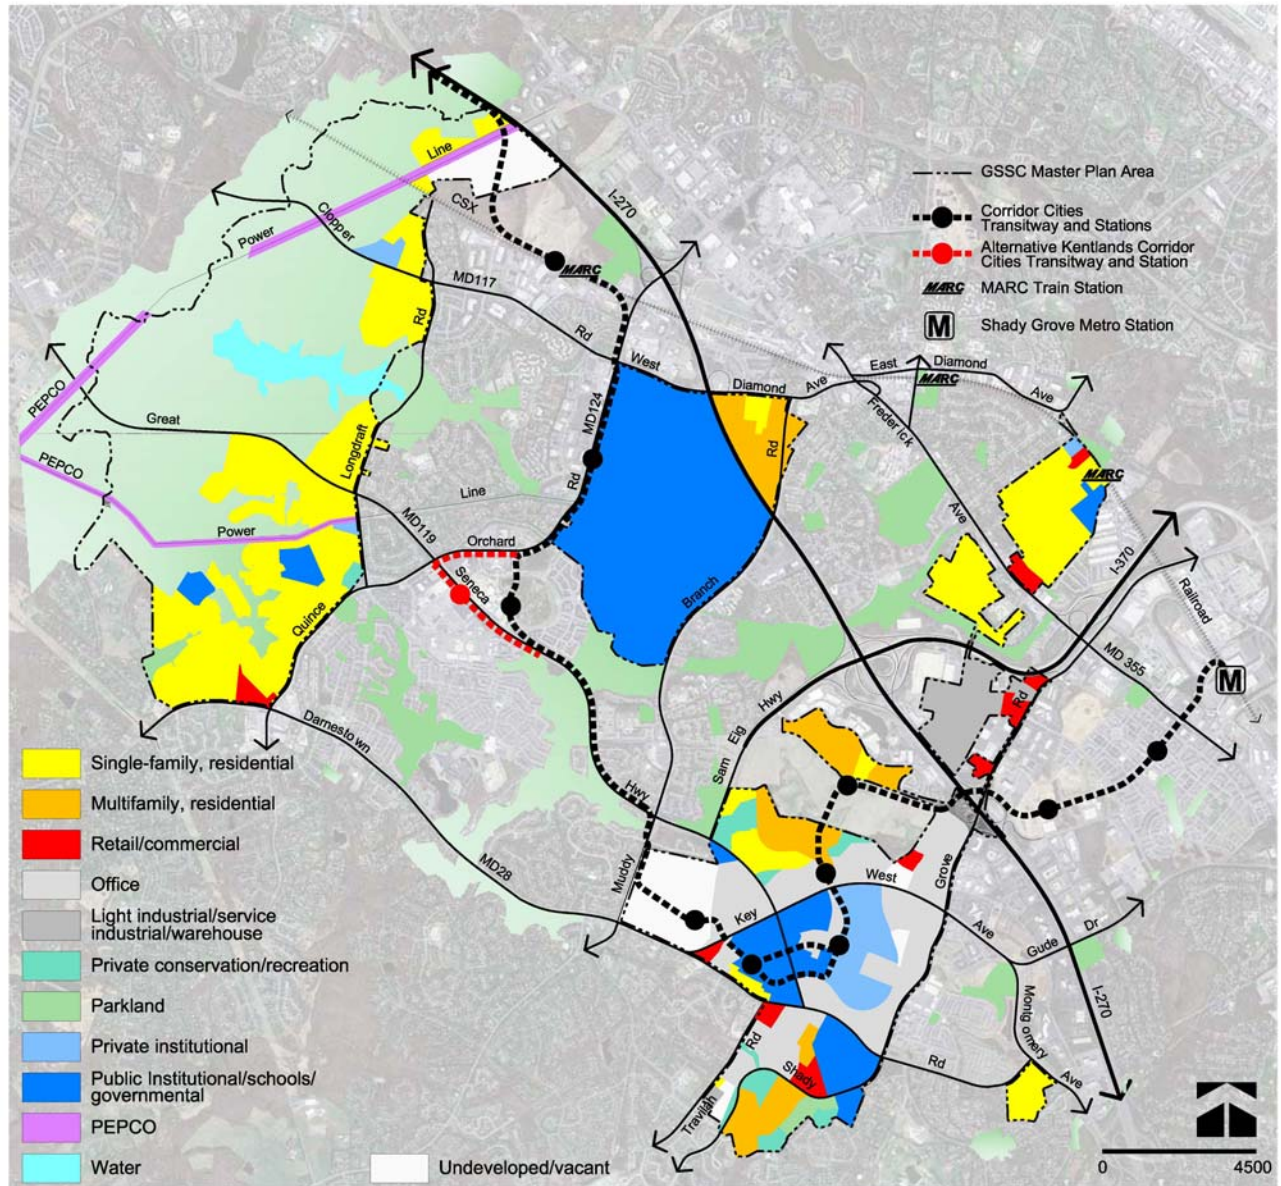 I-270
Line
Power
Clopper
CSX
MD117
Rd
Rd
MARC
West
Diamond
Ave
East
Diamond
Ave
MARC
Frederick
Ave
MARC
GSSC Master Plan Area
Corridor Cities
Transitway and Stations
Alternative Kentlands Corridor
Cities Transitway and Station
MARC
MARC Train Station
M
Shady Grove Metro Station
PEPCO
Great
PEPCO
Power
Line
Longdraft
MD124
Rd
Rd
MD119
Orchard
Seneca
Quince
Branch
I-370
Railroad
MD 355
M
Rd
Darnestown
Hwy
Sam Eig Hwy
MD28
Muddy
Key
West
Ave
Grove
Gude
Dr
Montgomery
Ave
I-270
Rd
Rd
Shady
Travilah
Single-family, residential
Multifamily, residential
Retail/commercial
Office
Light industrial/service
industrial/warehouse
Private conservation/recreation
Parkland
Private institutional
Public Institutional/schools/
governmental
PEPCO
Water
Undeveloped/vacant
0
4500